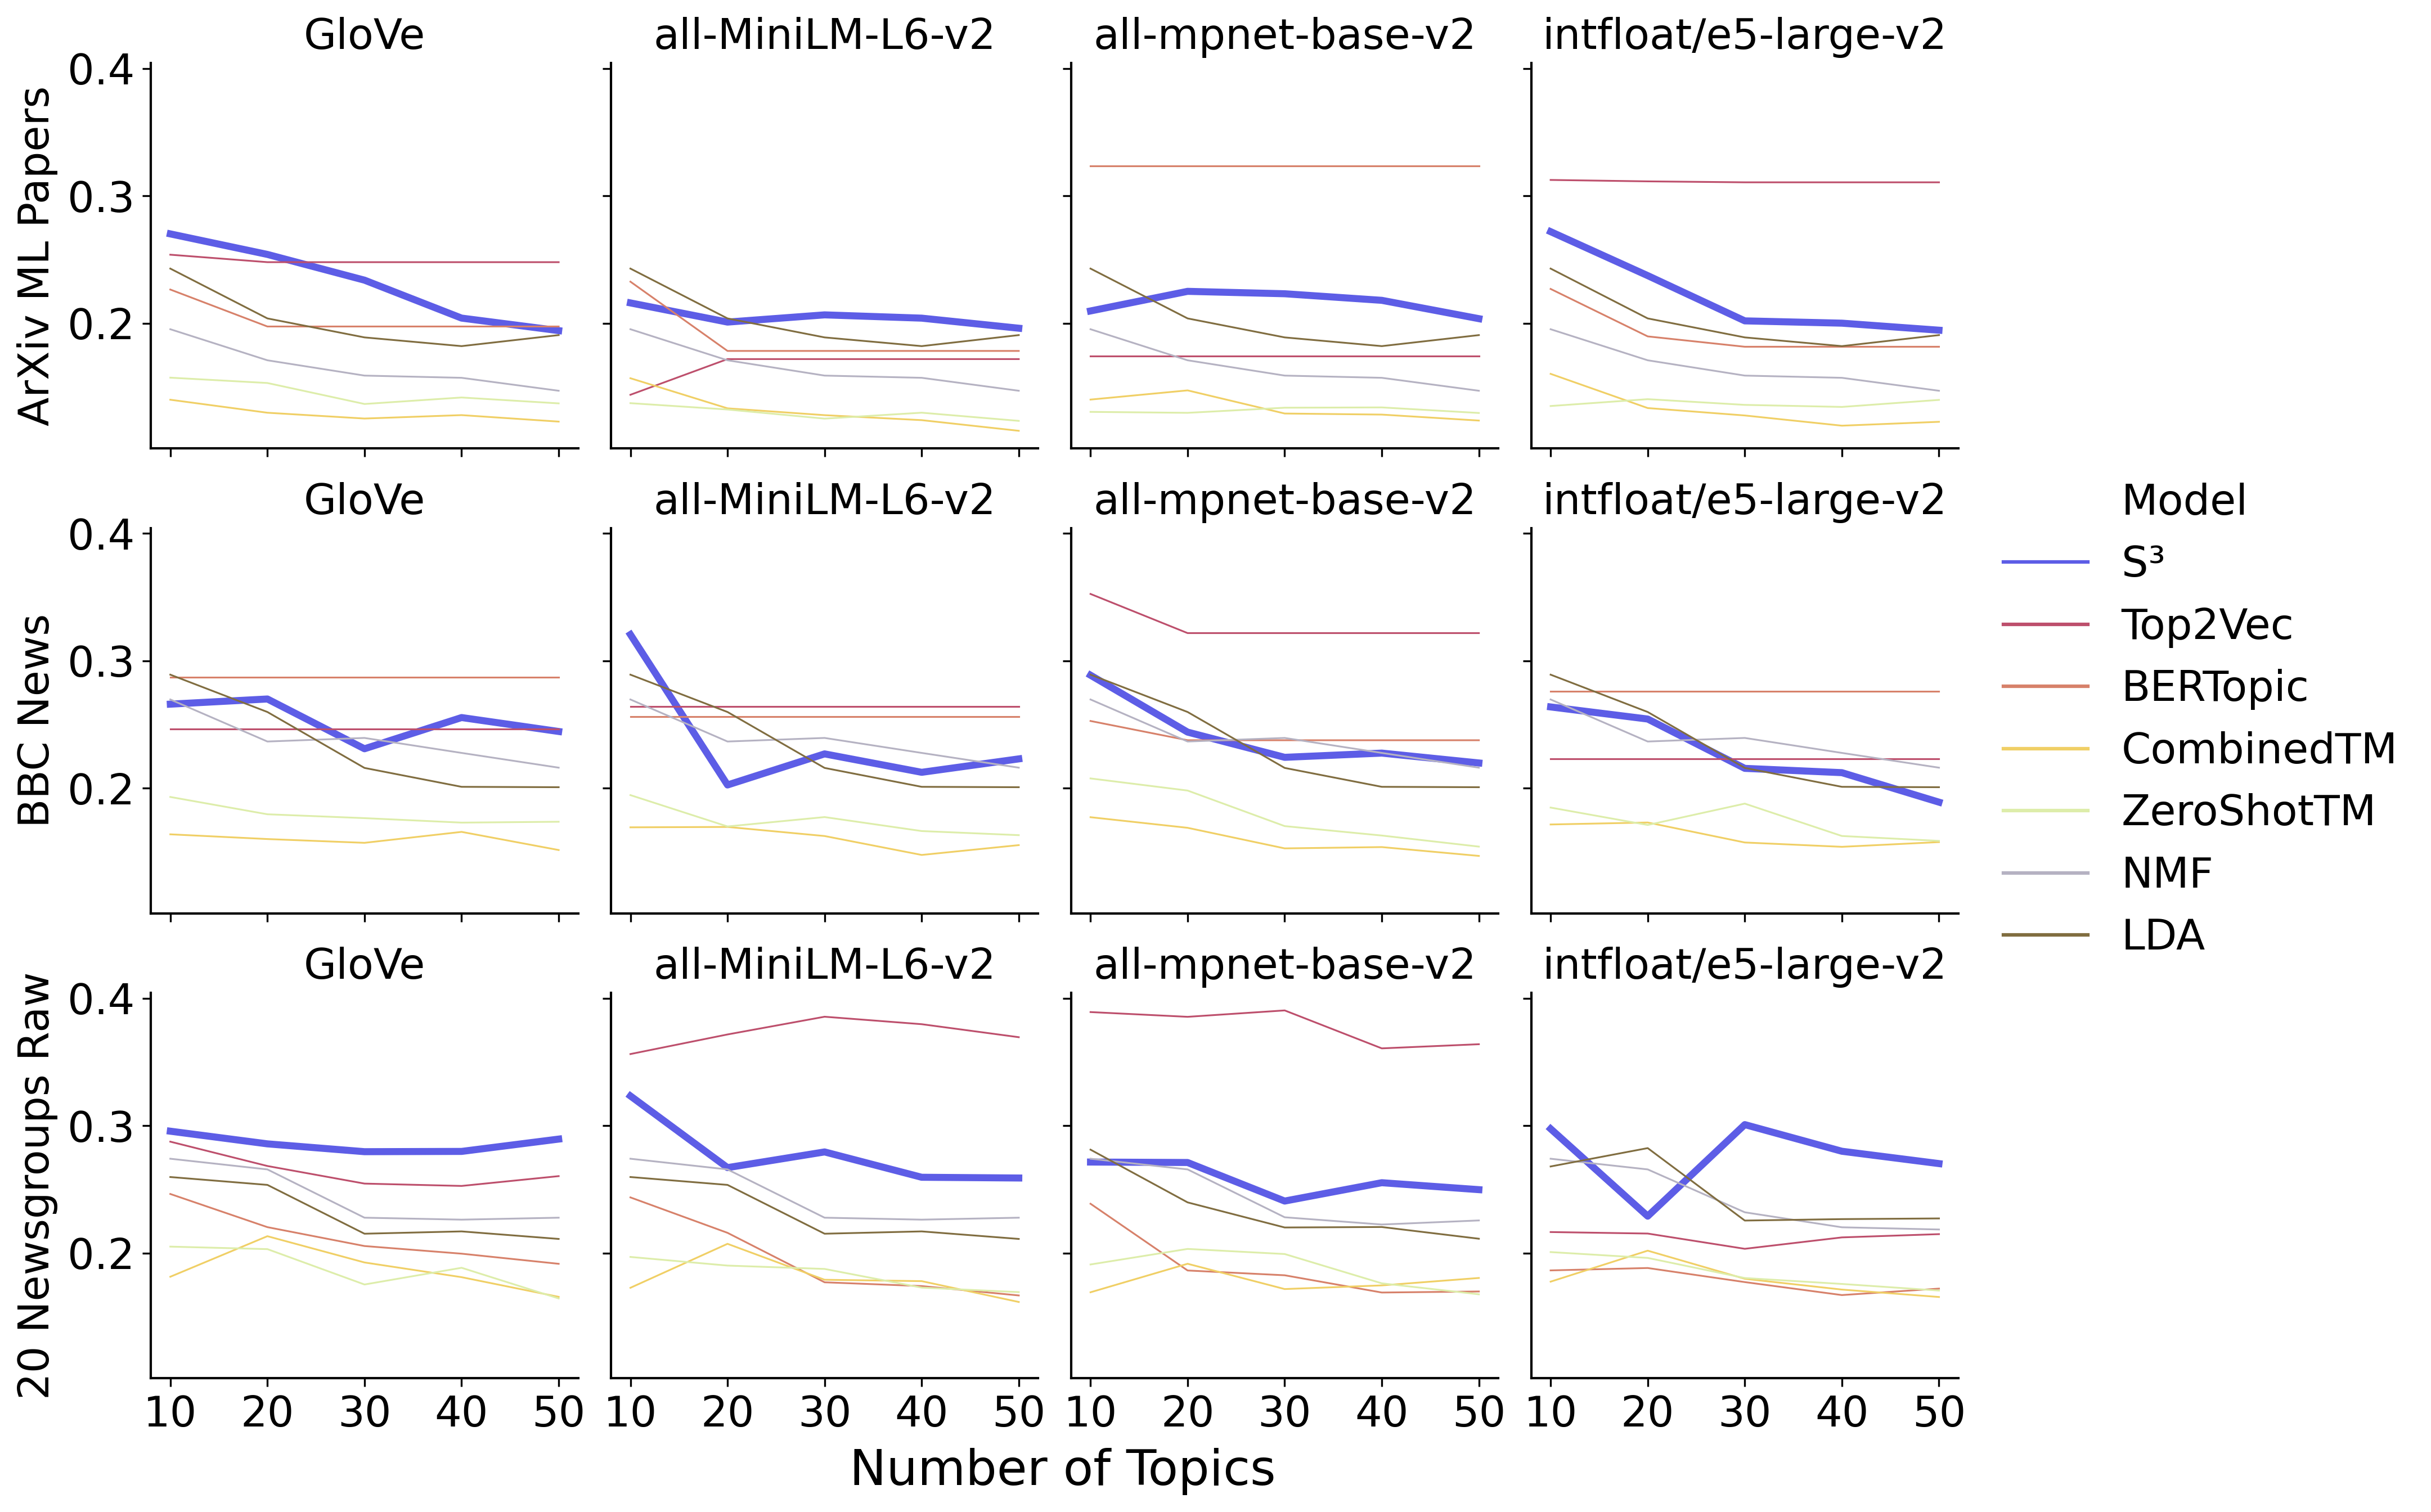 GloVe all-MiniLM-L6-v2 all-mpnet-base-v2 intfloat/e5-large-v2
ArXiv ML Papers
0.4
0.3
0.2
GloVe all-MiniLM-L6-v2 all-mpnet-base-v2 intfloat/e5-large-v2
BBC News
0.4
0.3
0.2
GloVe all-MiniLM-L6-v2 all-mpnet-base-v2 intfloat/e5-large-v2
20 Newsgroups Raw
0.4
0.3
0.2
10 20 30 40 50 10 20 30 40 50 10 20 30 40 50 10 20 30 40 50
Number of Topics
Model
S³
Top2Vec
BERTopic
CombinedTM
ZeroShotTM
NMF
LDA